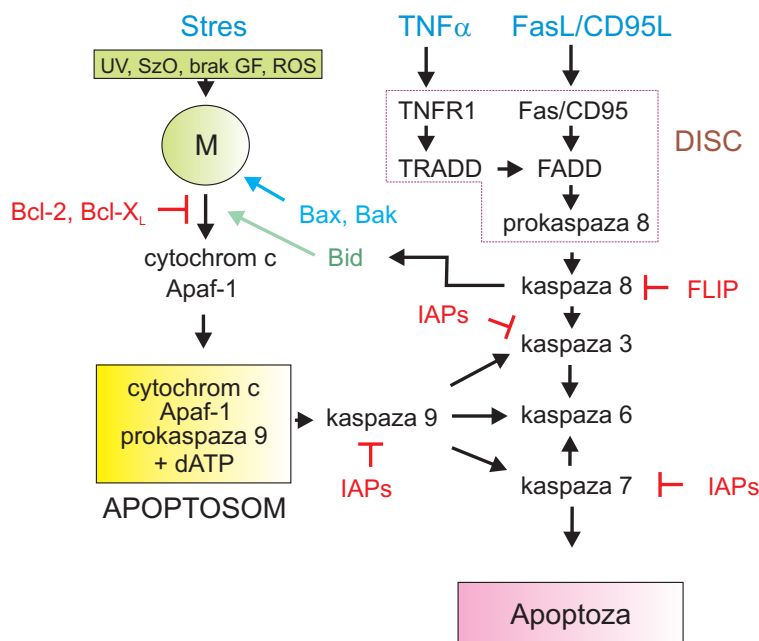 Stres
TNFα
FasL/CD95L
UV, SzO, brak GF, ROS
TNFR1
Fas/CD95
DISC
M
TRADD
FADD
Bcl-2, Bcl-XL
Bax, Bak
prokaspaza 8
cytochrom c
Apaf-1
Bid
kaspaza 8
FLIP
IAPs
kaspaza 3
cytochrom c
Apaf-1
prokaspaza 9
+ dATP
kaspaza 9
kaspaza 6
IAPs
kaspaza 7
IAPs
APOPTOSOM
Apoptoza